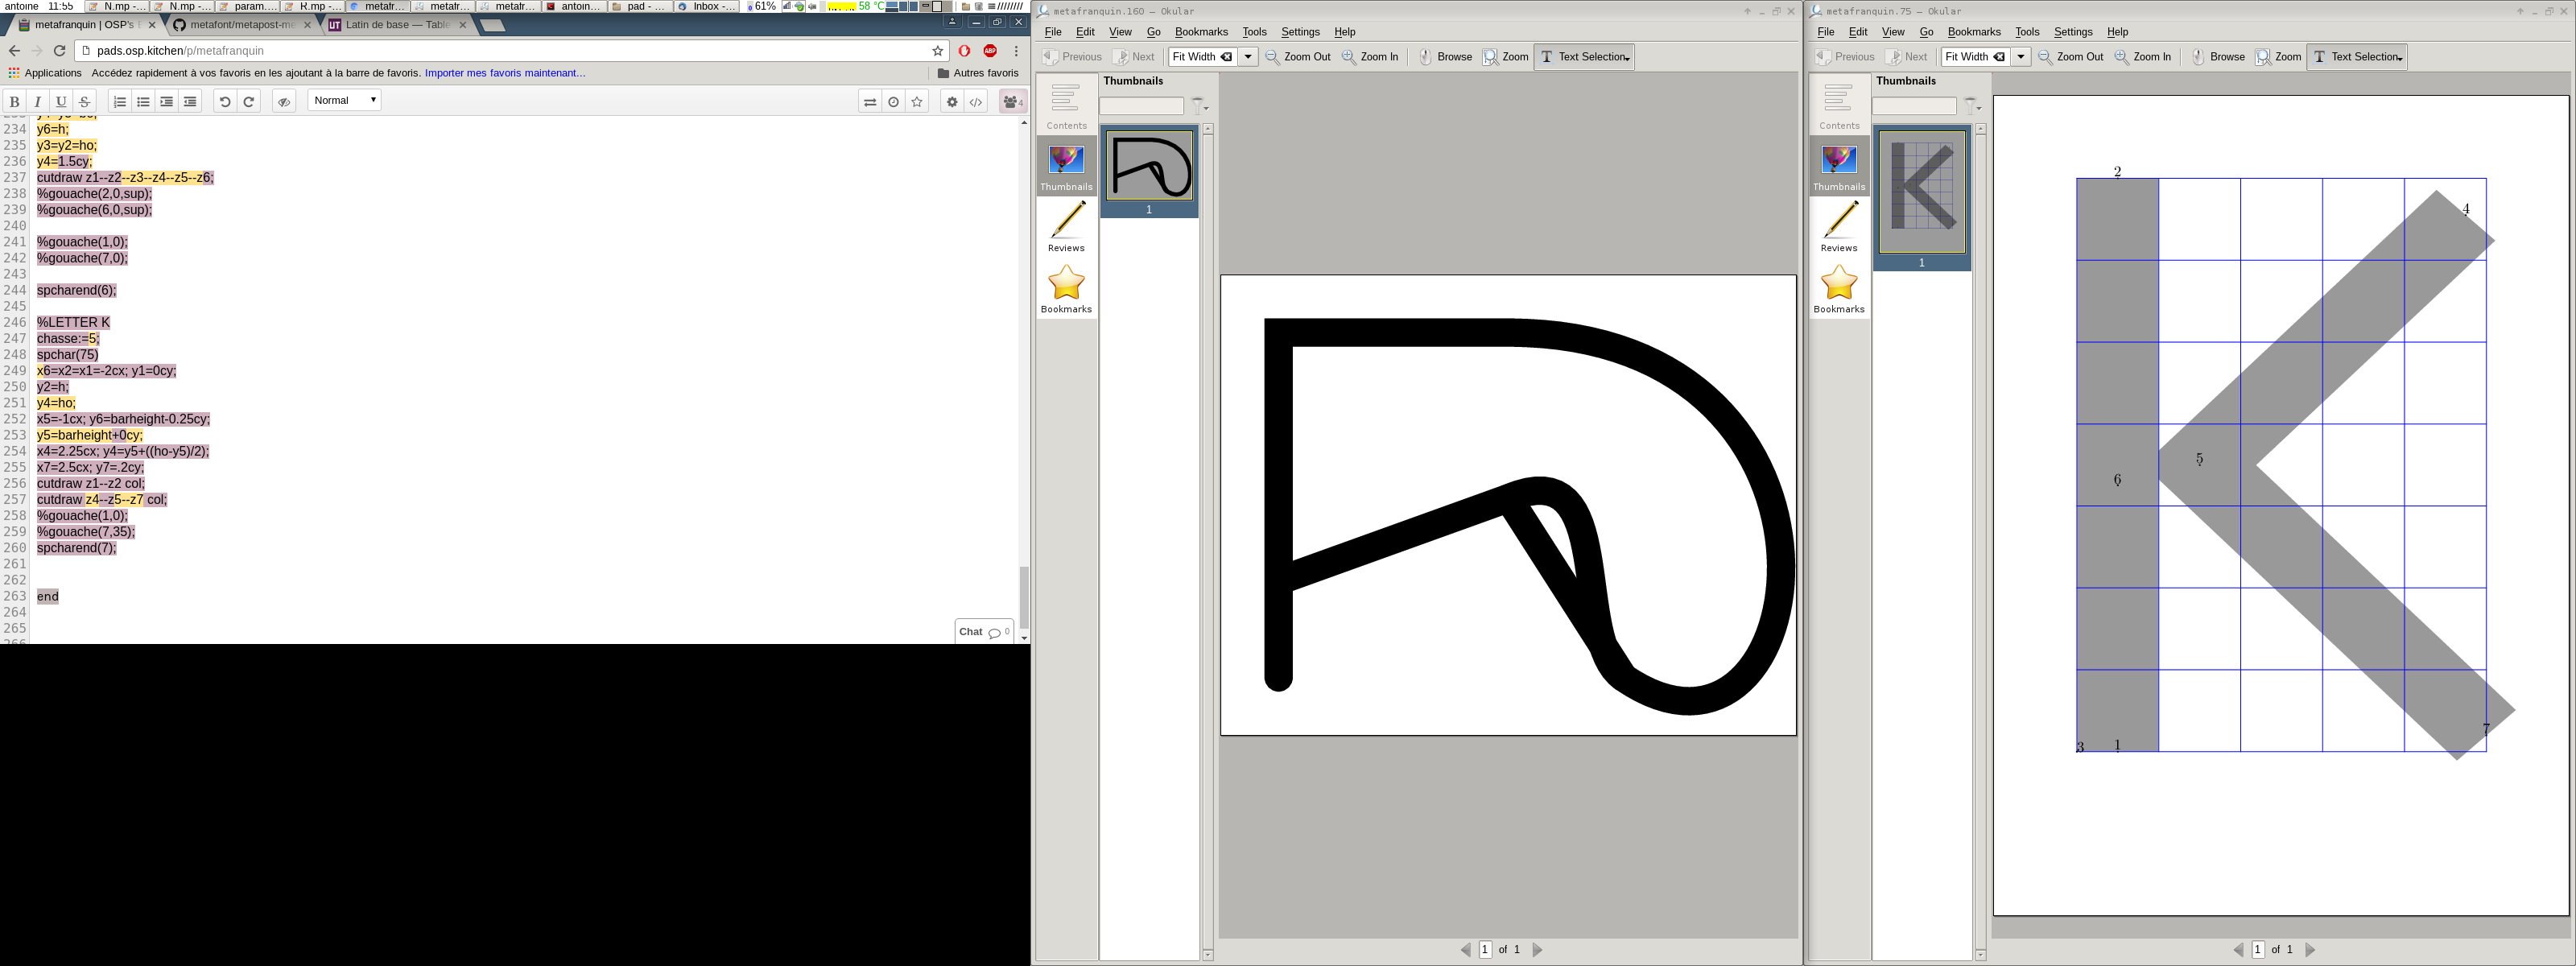 antoine 11:55 N.mp -... N.mp -... param.... R.mp -... metafr... metafr... metafr... antoin... pad - ... Inbox -... 61% 58 °C
metafranquin | OSP's metafont/metapost-me Latin de base — Table
pads.osp.kitchen/p/metafranquin
Applications Accédez rapidement à vos favoris en les ajoutant à la barre de favoris. Importer mes favoris maintenant... Autres favoris
B I U S Normal 4
234 y6=h;
235 y3=y2=ho;
236 y4=1.5cy;
237 cutdraw z1--z2--z3--z4--z5--z6;
238 %gouache(2,0,sup);
239 %gouache(6,0,sup);
240
241 %gouache(1,0);
242 %gouache(7,0);
243
244 spcharend(6);
245
246 %LETTER K
247 chasse:=5;
248 spchar(75)
249 x6=x2=x1=-2cx; y1=0cy;
250 y2=h;
251 y4=ho;
252 x5=-1cx; y6=barheight-0.25cy;
253 y5=barheight+0cy;
254 x4=2.25cx; y4=y5+((ho-y5)/2);
255 x7=2.5cx; y7=.2cy;
256 cutdraw z1--z2 col;
257 cutdraw z4--z5--z7 col;
258 %gouache(1,0);
259 %gouache(7,35);
260 spcharend(7);
261
262
263 end
264
265
Chat 0
metafranquin.160 — Okular
File Edit View Go Bookmarks Tools Settings Help
Previous Next Fit Width Zoom Out Zoom In Browse Zoom Text Selection
Contents
Thumbnails
Reviews
Bookmarks
Thumbnails
1
1 of 1
metafranquin.75 — Okular
File Edit View Go Bookmarks Tools Settings Help
Previous Next Fit Width Zoom Out Zoom In Browse Zoom Text Selection
Contents
Thumbnails
Reviews
Bookmarks
Thumbnails
1
2
4
5
6
7
3 1
1 of 1